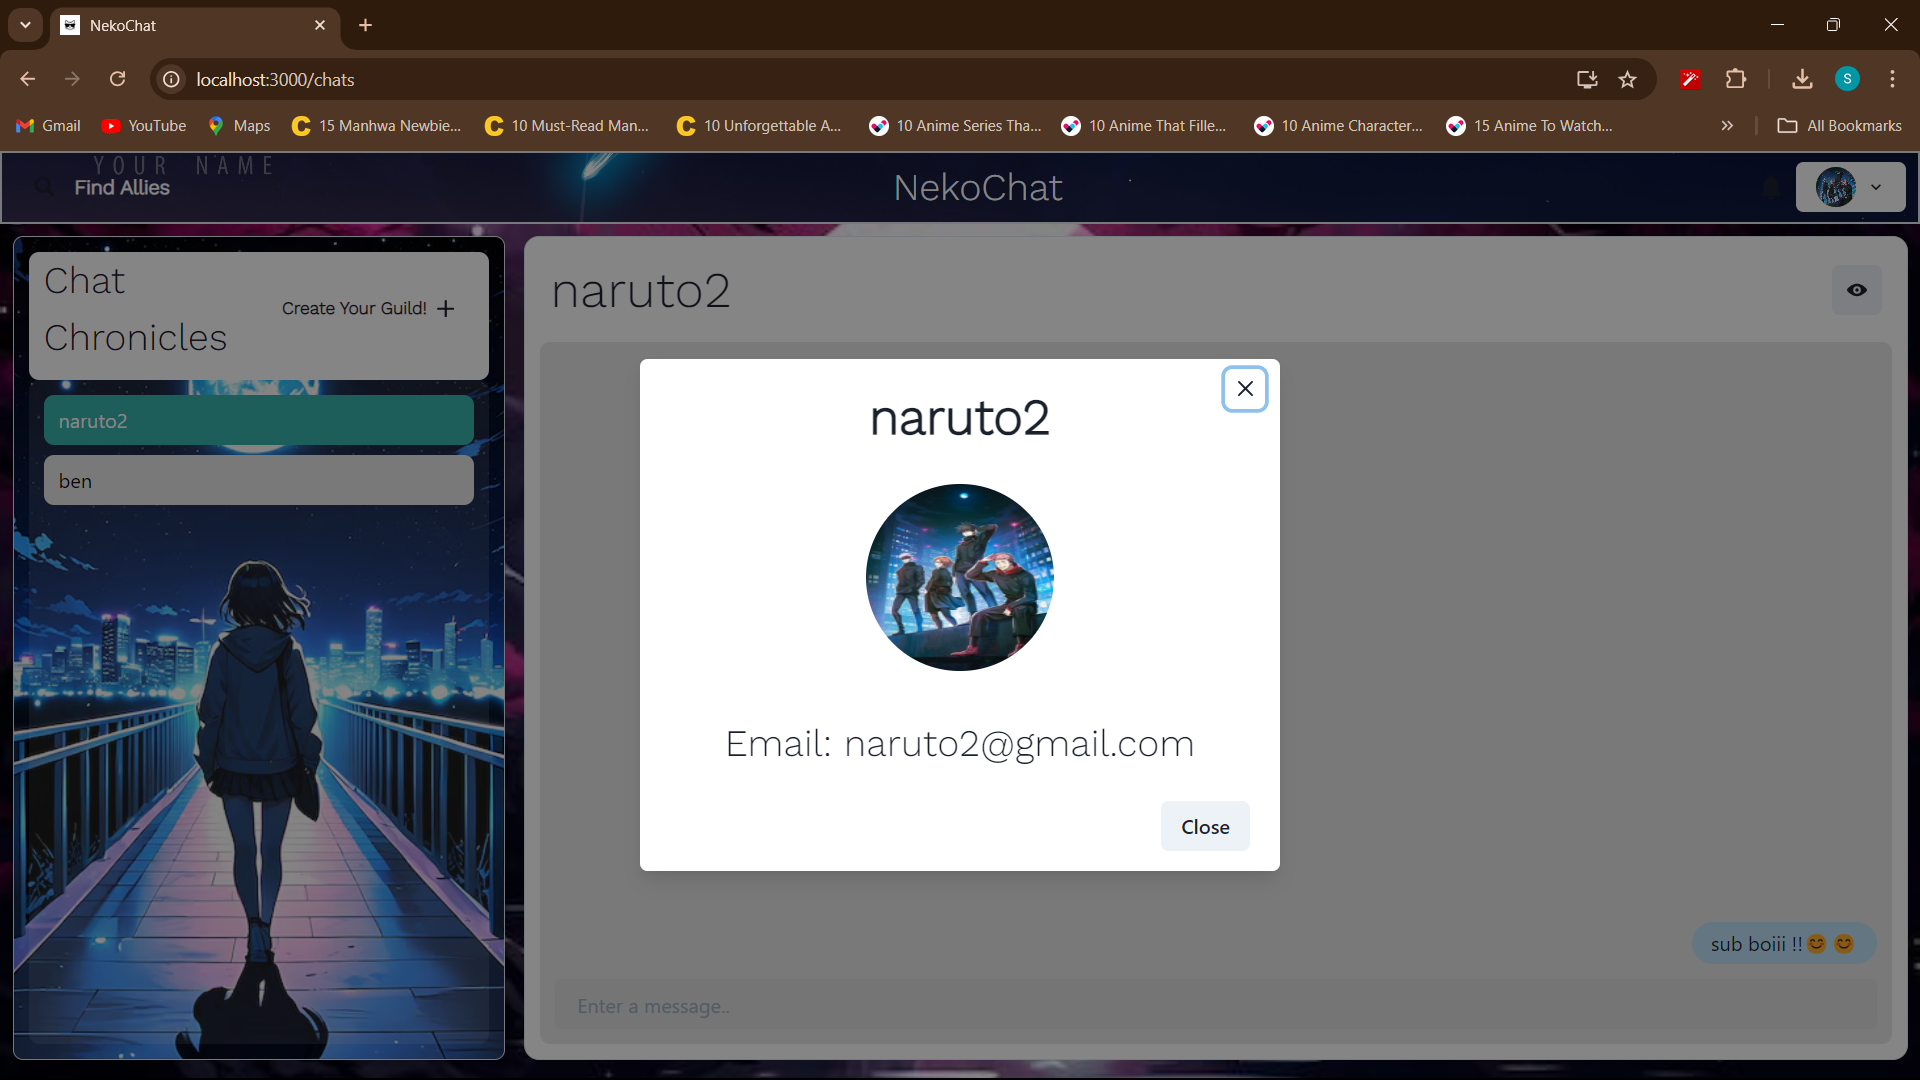 NekoChat
localhost:3000/chats
S
Gmail
YouTube
Maps
15 Manhwa Newbie...
10 Must-Read Man...
10 Unforgettable A...
10 Anime Series Tha...
10 Anime That Fille...
10 Anime Character...
15 Anime To Watch...
All Bookmarks
YOUR NAME
Find Allies
NekoChat
Chat
Chronicles
Create Your Guild!
naruto2
ben
naruto2
naruto2
Email: naruto2@gmail.com
Close
sub boiii !!😊 😊
Enter a message..